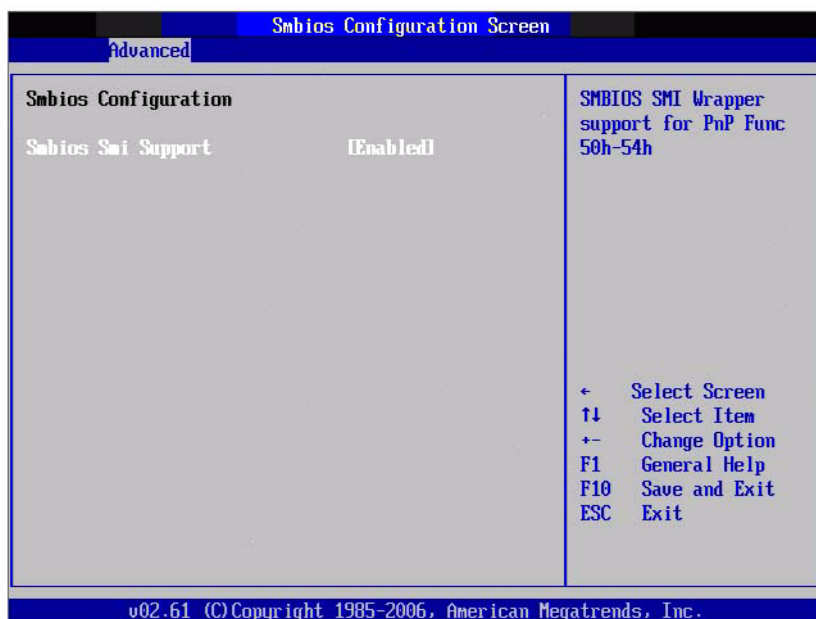 Smbios Configuration Screen
Advanced
Smbios Configuration
Smbios Smi Support [Enabled]
SMBIOS SMI Wrapper
support for PnP Func
50h-54h
← Select Screen
↑↓ Select Item
+- Change Option
F1 General Help
F10 Save and Exit
ESC Exit
v02.61 (C)Copyright 1985-2006, American Megatrends, Inc.